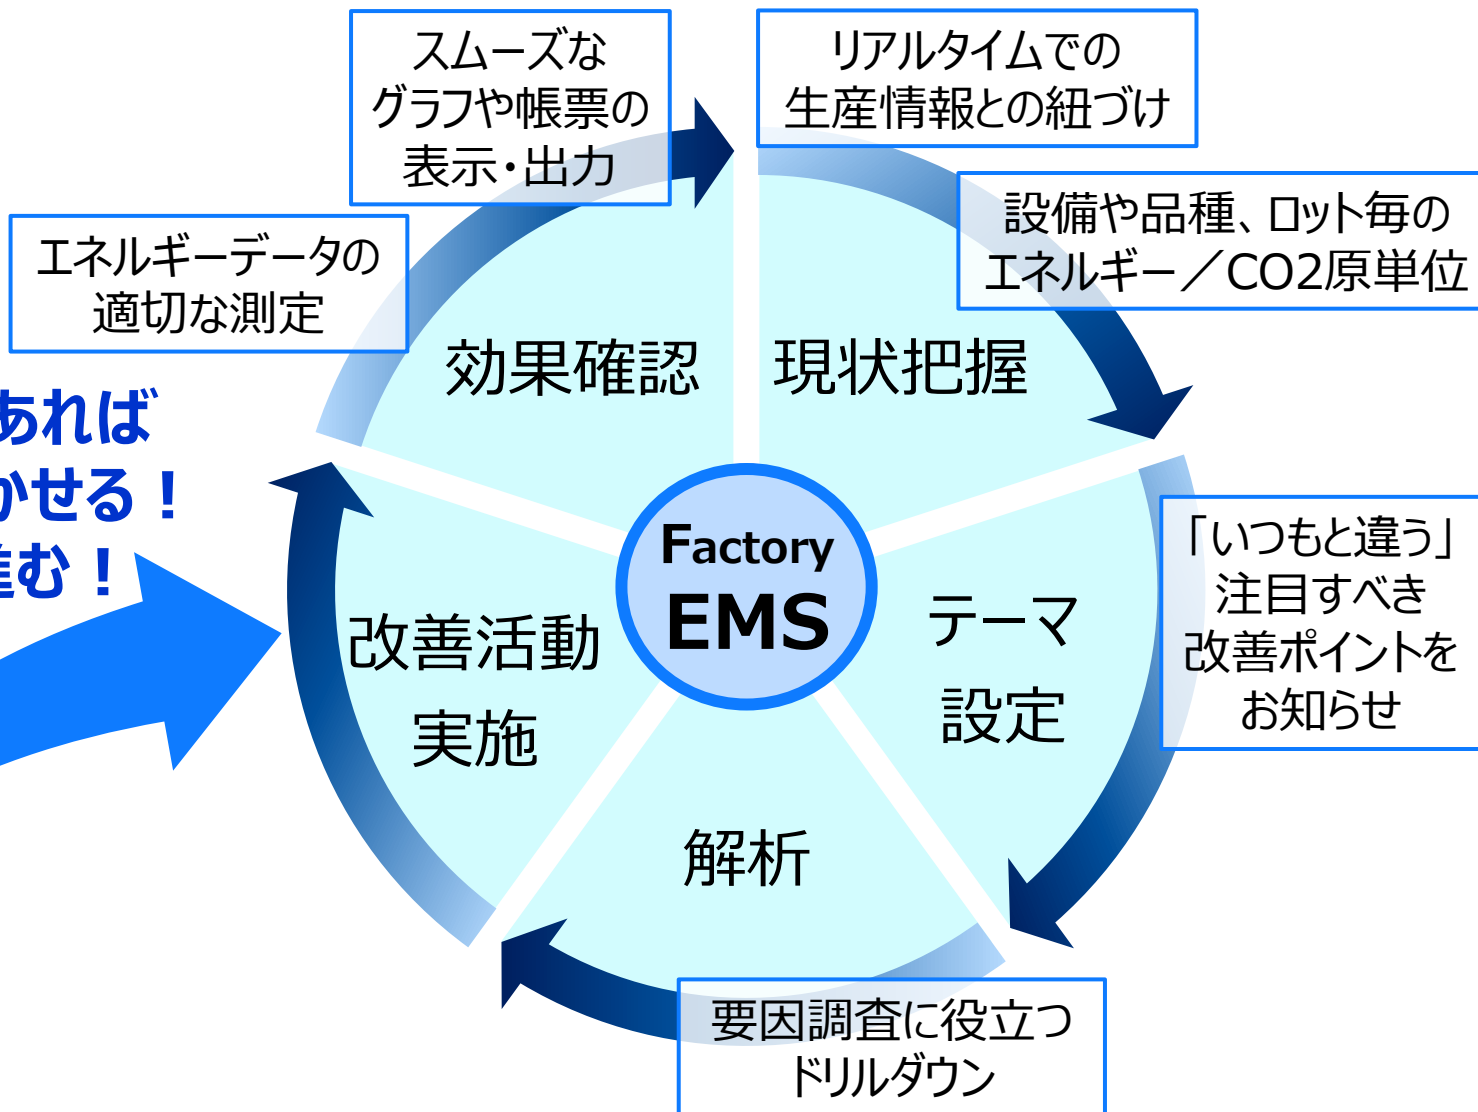 スムーズな
グラフや帳票の
表示・出力
リアルタイムでの
生産情報との紐づけ
エネルギーデータの
適切な測定
設備や品種、ロット毎の
エネルギー／CO2原単位
効果確認
現状把握
あれば
かせる！
進む！
Factory
EMS
「いつもと違う」
注目すべき
改善ポイントを
お知らせ
テーマ
設定
改善活動
実施
解析
要因調査に役立つ
ドリルダウン